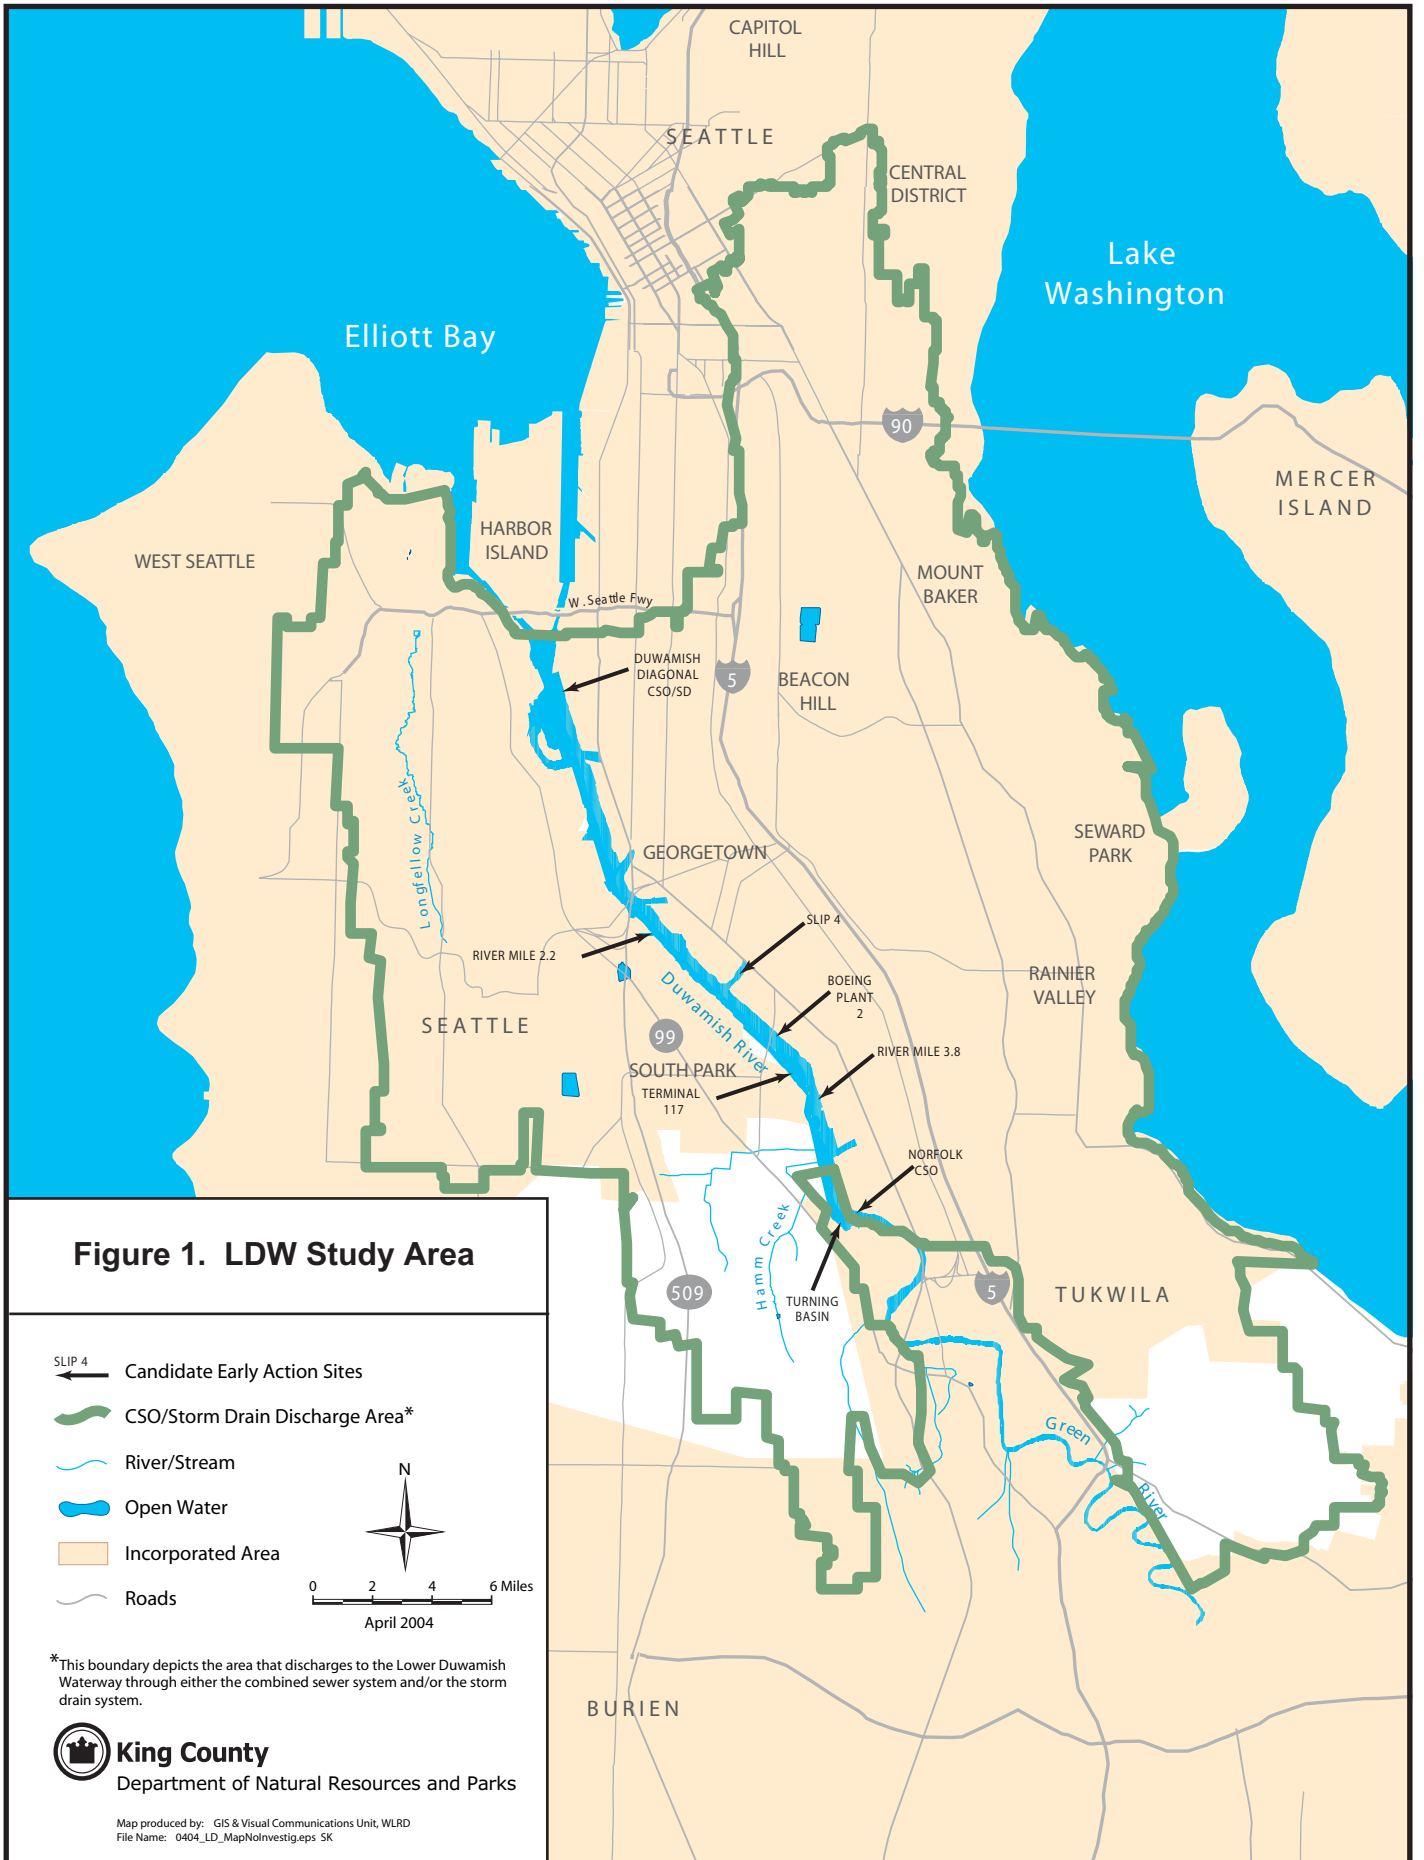 CAPITOL
HILL
SEATTLE
CENTRAL
DISTRICT
Lake
Washington
Elliott Bay
90
MERCER
ISLAND
HARBOR
ISLAND
WEST SEATTLE
MOUNT
BAKER
W. Seattle Fwy
DUWAMISH
DIAGONAL
CSO/SD
5
BEACON
HILL
Longfellow Creek
SEWARD
PARK
GEORGETOWN
SLIP 4
RIVER MILE 2.2
BOEING
PLANT
2
RAINIER
VALLEY
Duwamish River
SEATTLE
99
RIVER MILE 3.8
SOUTH PARK
TERMINAL
117
NORFOLK
CSO
Hamm Creek
TURNING
BASIN
509
5
TUKWILA
Green
River
BURIEN
Figure 1. LDW Study Area
SLIP 4
Candidate Early Action Sites
CSO/Storm Drain Discharge Area*
River/Stream
Open Water
Incorporated Area
Roads
N
0 2 4 6 Miles
April 2004
*This boundary depicts the area that discharges to the Lower Duwamish
Waterway through either the combined sewer system and/or the storm
drain system.
King County
Department of Natural Resources and Parks
Map produced by: GIS & Visual Communications Unit, WLRD
File Name: 0404_LD_MapNoInvestig.eps SK